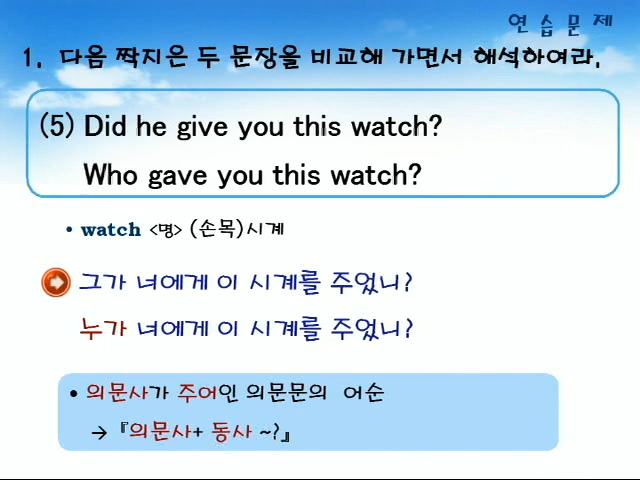 연습문제
1. 다음 짝지은 두 문장을 비교해 가면서 해석하여라.
(5) Did he give you this watch?
Who gave you this watch?
• watch <명> (손목)시계
그가 너에게 이 시계를 주었니?
누가 너에게 이 시계를 주었니?
• 의문사가 주어인 의문문의 어순
→ 『의문사+ 동사 ~?』